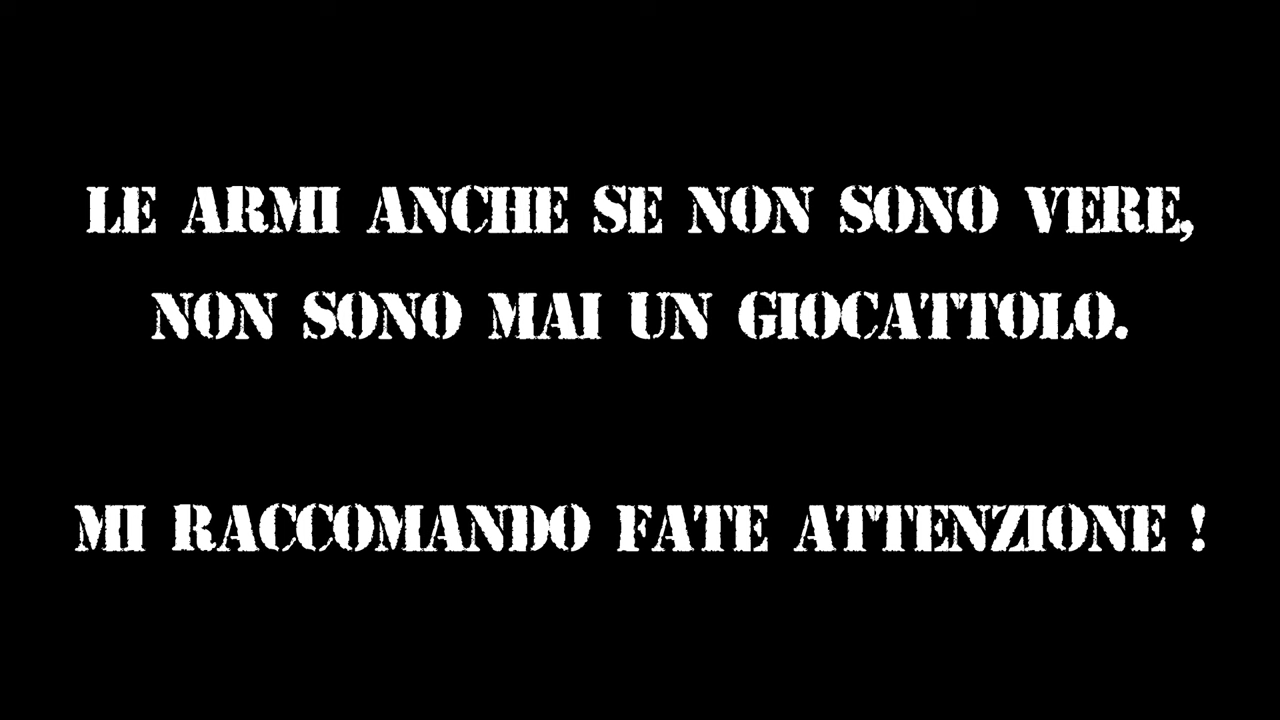 LE ARMI ANCHE SE NON SONO VERE,
NON SONO MAI UN GIOCATTOLO.
MI RACCOMANDO FATE ATTENZIONE !